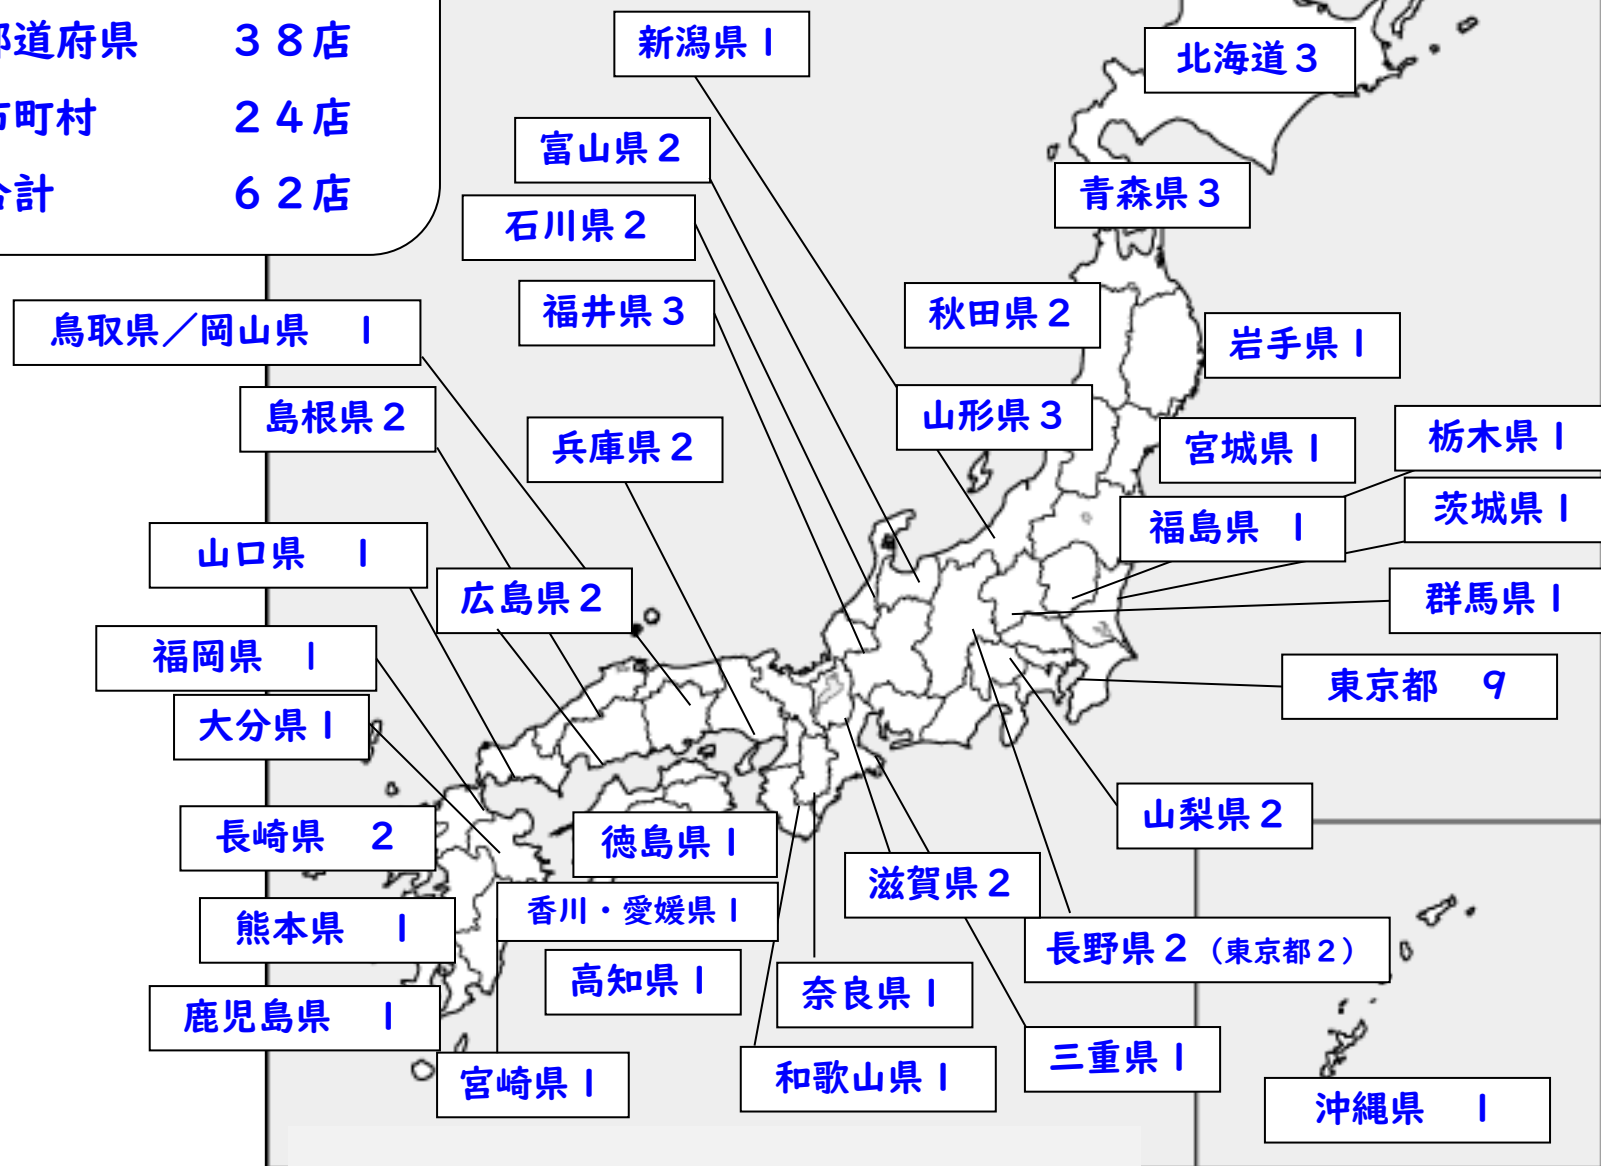 都道府県　３８店
市町村　２４店
合計　６２店
新潟県１
北海道３
富山県２
青森県３
石川県２
福井県３
秋田県２
鳥取県／岡山県　１
岩手県１
島根県２
山形県３
兵庫県２
宮城県１
栃木県１
茨城県１
福島県　１
山口県　１
広島県２
群馬県１
福岡県　１
東京都　９
大分県１
山梨県２
長崎県　２
徳島県１
滋賀県２
香川・愛媛県１
熊本県　１
長野県２（東京都２）
高知県１
奈良県１
鹿児島県　１
三重県１
宮崎県１
和歌山県１
沖縄県　１